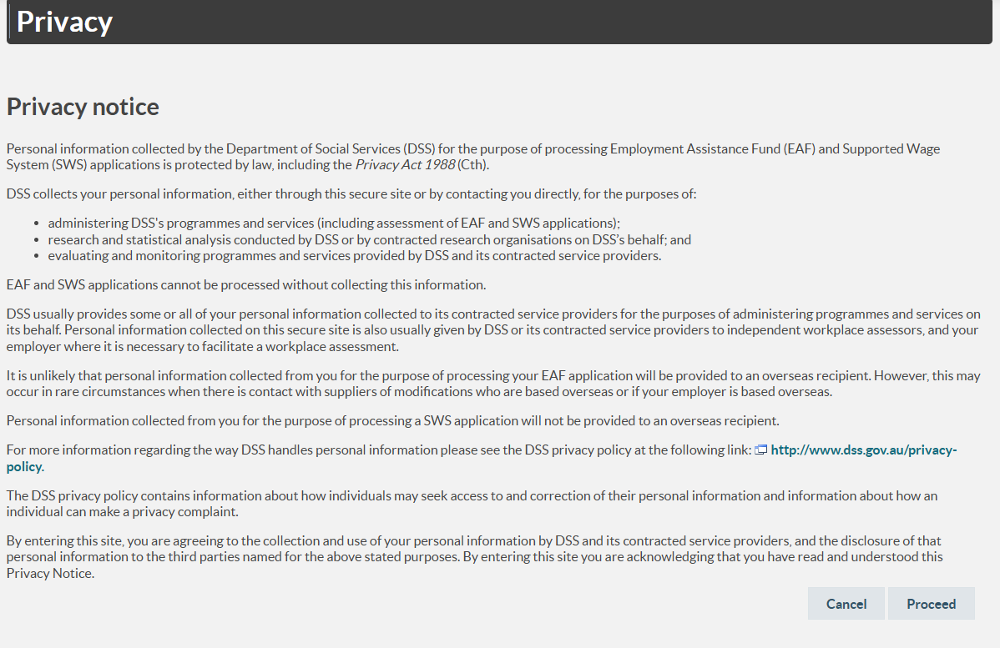 Privacy
Privacy notice
Personal information collected by the Department of Social Services (DSS) for the purpose of processing Employment Assistance Fund (EAF) and Supported Wage
System (SWS) applications is protected by law, including the Privacy Act 1988 (Cth).
DSS collects your personal information, either through this secure site or by contacting you directly, for the purposes of:
• administering DSS's programmes and services (including assessment of EAF and SWS applications);
• research and statistical analysis conducted by DSS or by contracted research organisations on DSS’s behalf; and
• evaluating and monitoring programmes and services provided by DSS and its contracted service providers.
EAF and SWS applications cannot be processed without collecting this information.
DSS usually provides some or all of your personal information collected to its contracted service providers for the purposes of administering programmes and services on
its behalf. Personal information collected on this secure site is also usually given by DSS or its contracted service providers to independent workplace assessors, and your
employer where it is necessary to facilitate a workplace assessment.
It is unlikely that personal information collected from you for the purpose of processing your EAF application will be provided to an overseas recipient. However, this may
occur in rare circumstances when there is contact with suppliers of modifications who are based overseas or if your employer is based overseas.
Personal information collected from you for the purpose of processing a SWS application will not be provided to an overseas recipient.
For more information regarding the way DSS handles personal information please see the DSS privacy policy at the following link: http://www.dss.gov.au/privacy-
policy.
The DSS privacy policy contains information about how individuals may seek access to and correction of their personal information and information about how an
individual can make a privacy complaint.
By entering this site, you are agreeing to the collection and use of your personal information by DSS and its contracted service providers, and the disclosure of that
personal information to the third parties named for the above stated purposes. By entering this site you are acknowledging that you have read and understood this
Privacy Notice.
Cancel Proceed